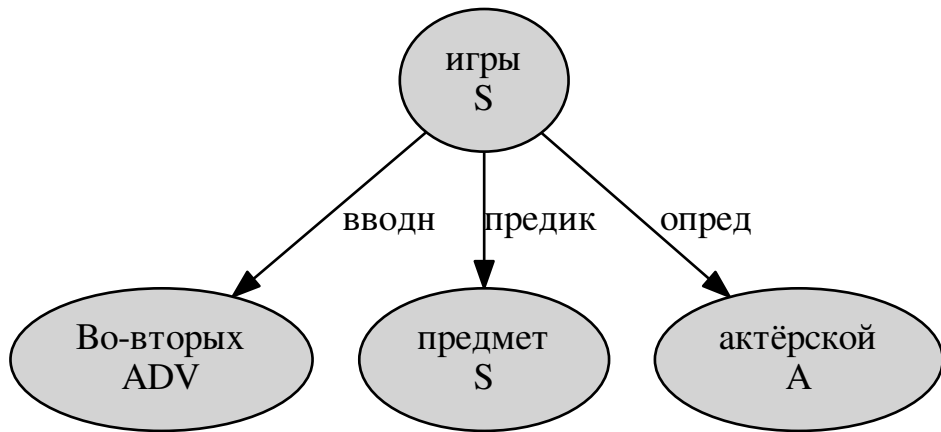 игры
S
вводн
предик
опред
Во-вторых
ADV
предмет
S
актёрской
A